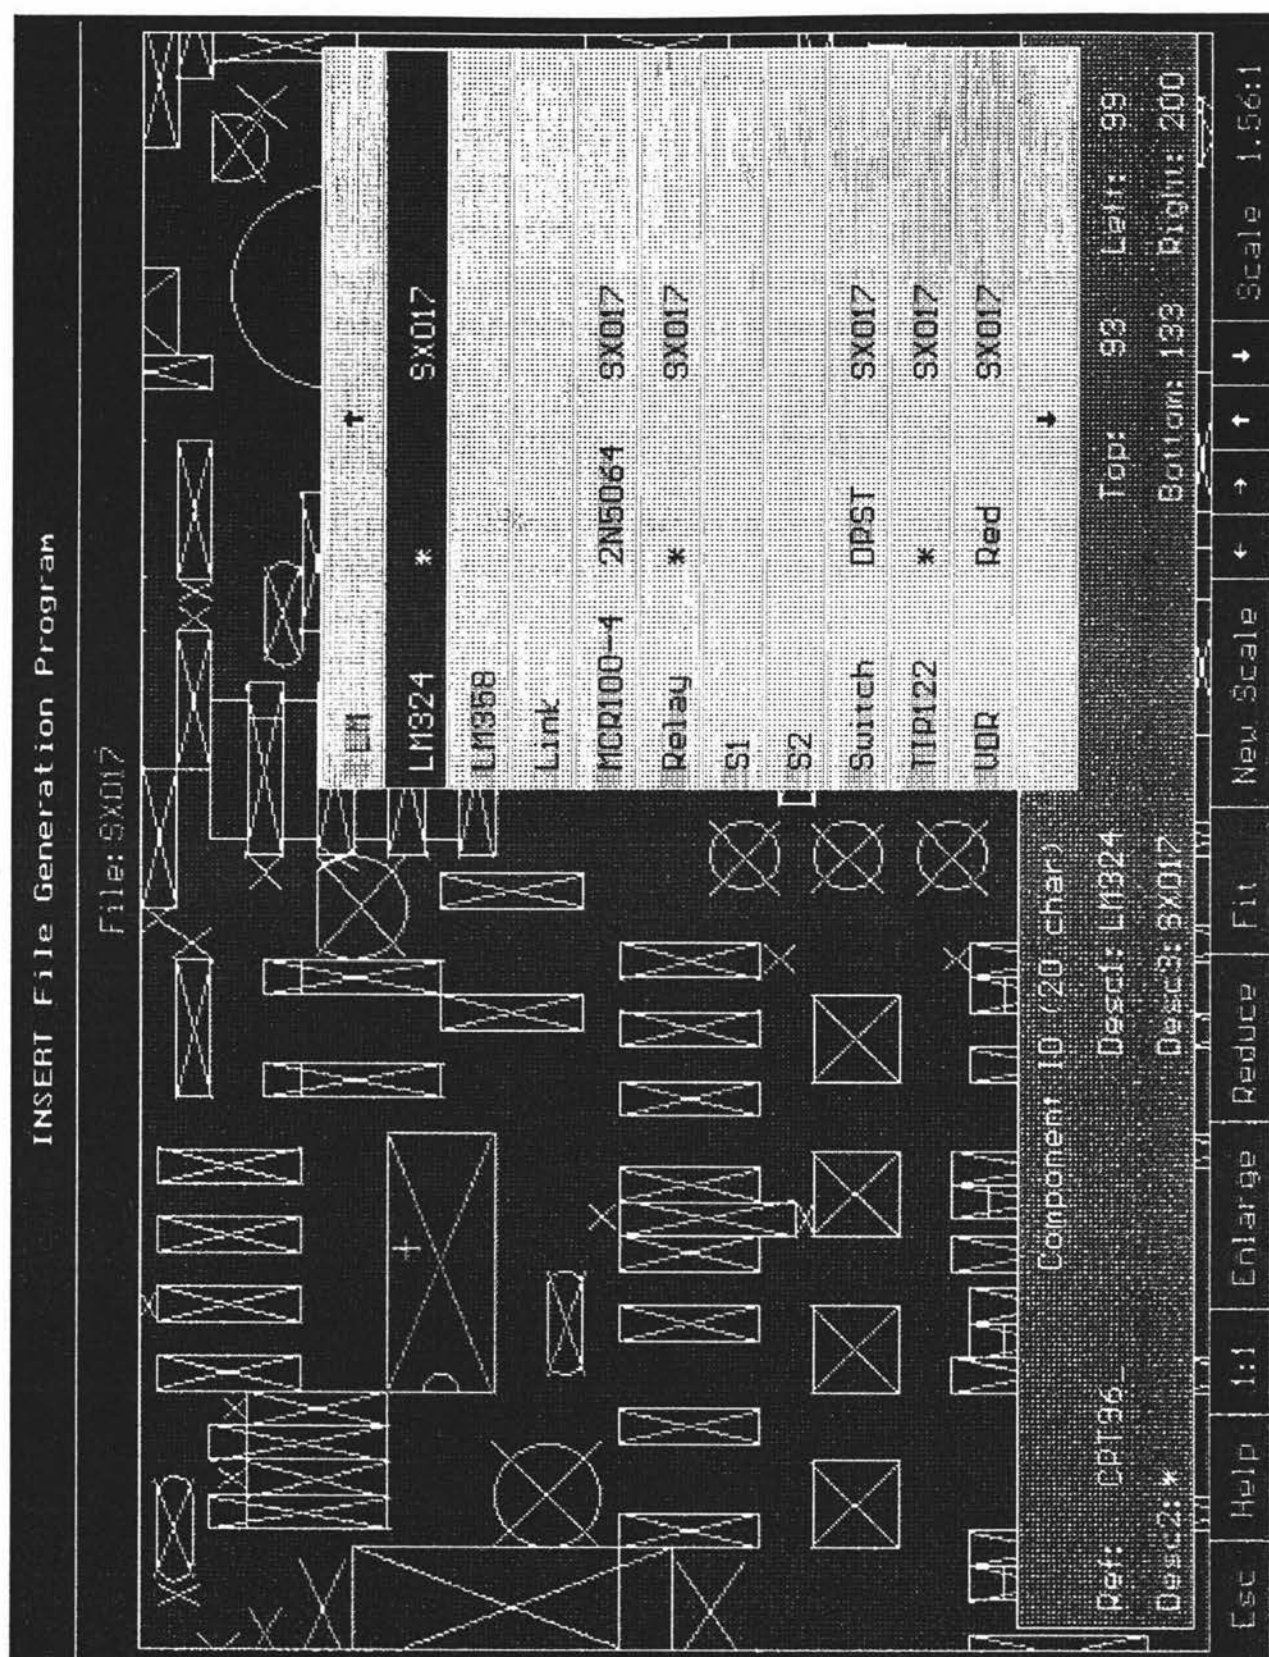 INSERT File Generation Program
File: SX017
LM
LM324 * SX017
LM358
Link
MCR100-4 2N5064 SX017
Relay * SX017
S1
S2
Switch DPST SX017
TIP122 * SX017
VDR Red SX017
Component ID (20 char)
Ref: CPT96_ Desc1: LM324 Top: 93 Left: 99
Desc2: * Desc3: SX017 Bottom: 133 Right: 200
Esc Help 1:1 Enlarge Reduce Fit New Scale ← → ↑ ↓ Scale 1.56:1